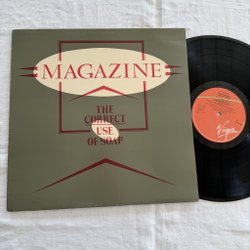 MAGAZINE
THE
CORRECT
USE
OF SOAP
Virgin